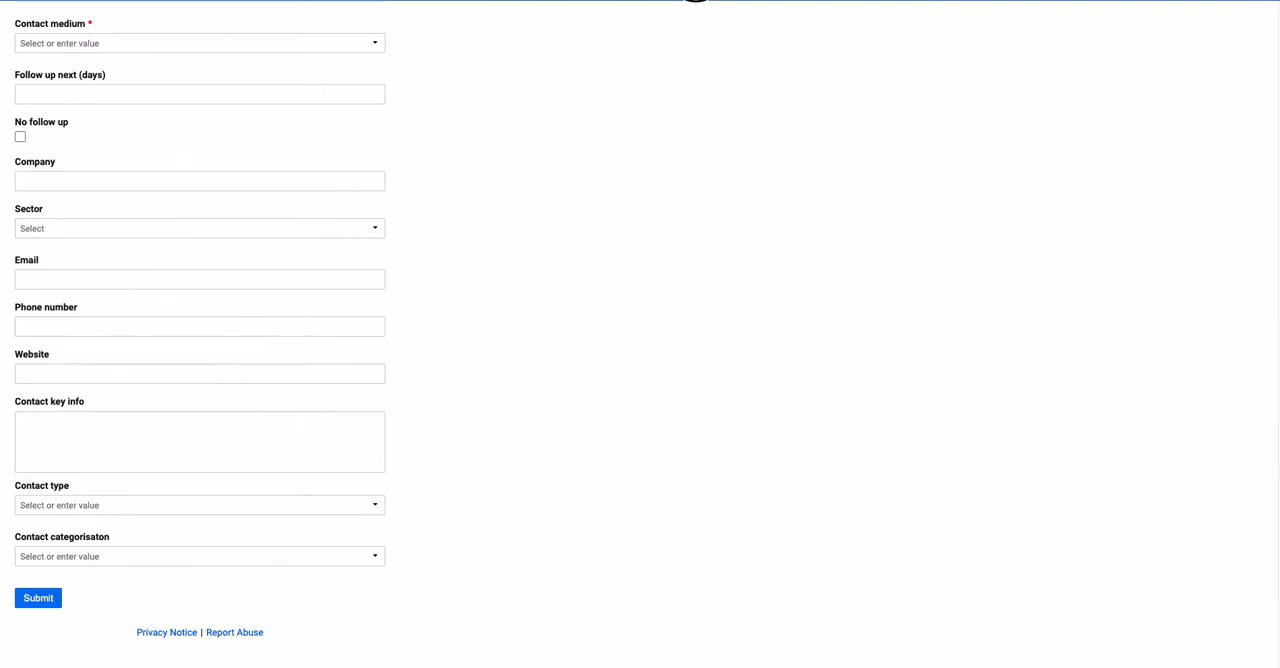 Contact medium *
Select or enter value
Follow up next (days)
No follow up
Company
Sector
Select
Email
Phone number
Website
Contact key info
Contact type
Select or enter value
Contact categorisaton
Select or enter value
Submit
Privacy Notice | Report Abuse